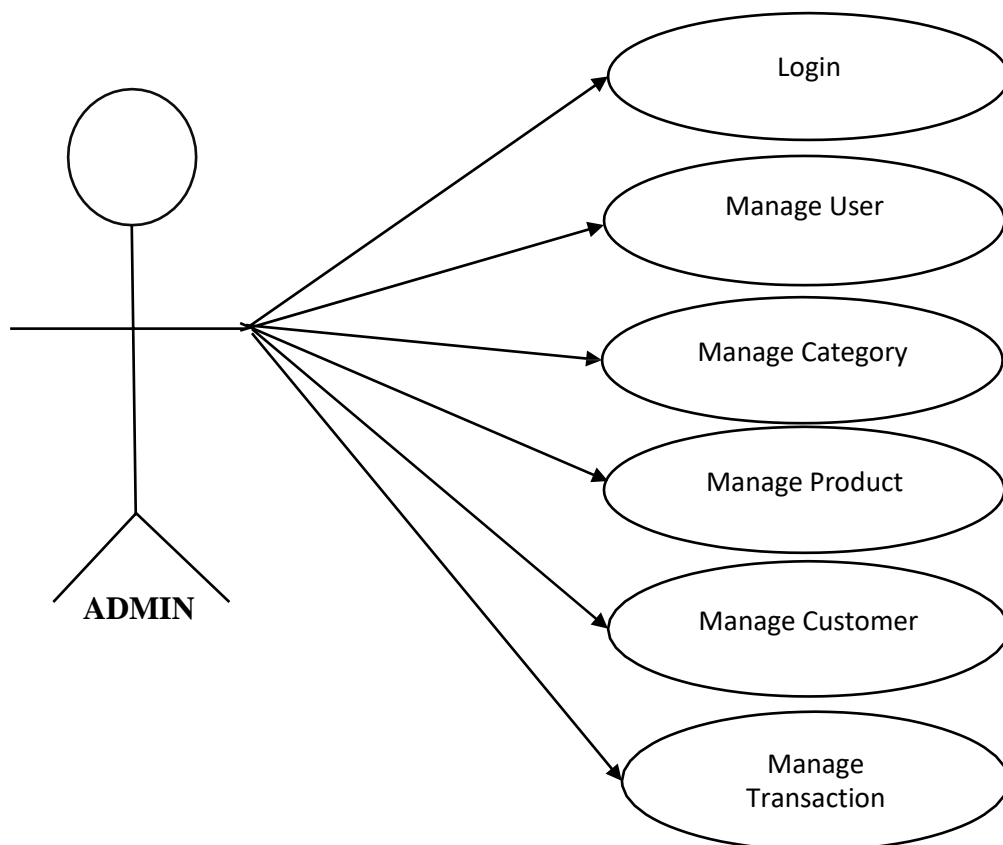 Login
Manage User
Manage Category
Manage Product
ADMIN
Manage Customer
Manage
Transaction